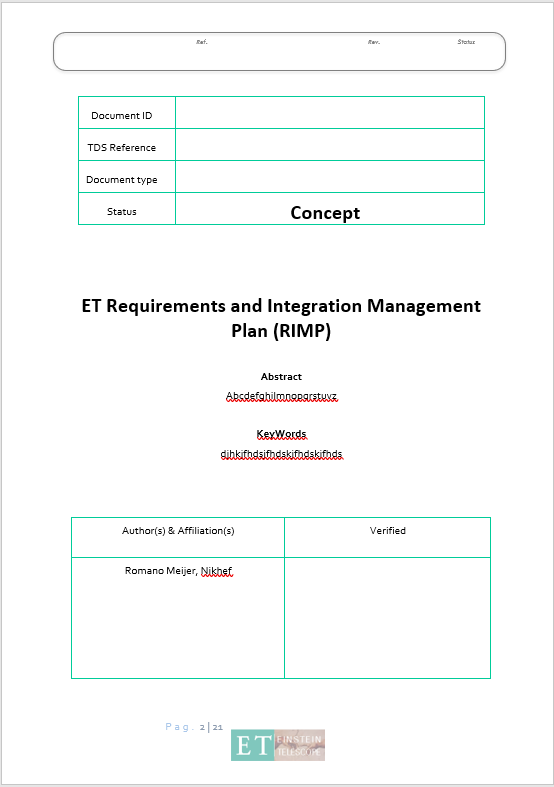 Ref. Rev. Status
Document ID
TDS Reference
Document type
Status Concept
ET Requirements and Integration Management
Plan (RIMP)
Abstract
Abcdefghilmnopqrstuvz
KeyWords
djhkjfhdsjfhdskjfhdskjfhds
Author(s) & Affiliation(s) Verified
Romano Meijer, Nikhef
Pag. 2|21
ET EINSTEIN
TELESCOPE